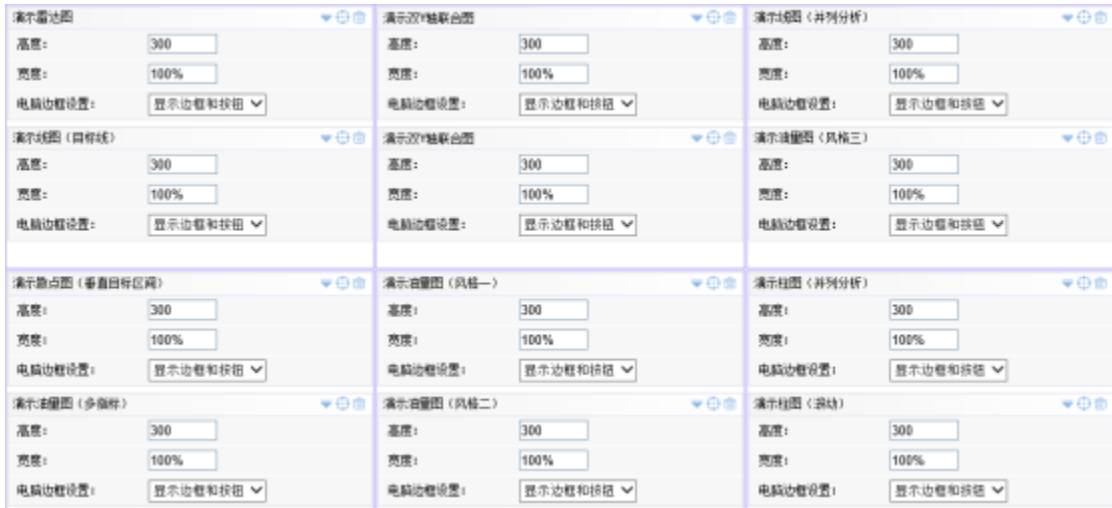 演示雷达图
高度：
300
宽度：
100%
电脑边框设置：
显示边框和按钮
演示线图（目标线）
高度：
300
宽度：
100%
电脑边框设置：
显示边框和按钮
演示双Y轴联合图
高度：
300
宽度：
100%
电脑边框设置：
显示边框和按钮
演示双Y轴联合图
高度：
300
宽度：
100%
电脑边框设置：
显示边框和按钮
演示线图（并列分析）
高度：
300
宽度：
100%
电脑边框设置：
显示边框和按钮
演示油量图（风格三）
高度：
300
宽度：
100%
电脑边框设置：
显示边框和按钮
演示散点图（垂直目标区间）
高度：
300
宽度：
100%
电脑边框设置：
显示边框和按钮
演示油量图（多指标）
高度：
300
宽度：
100%
电脑边框设置：
显示边框和按钮
演示油量图（风格一）
高度：
300
宽度：
100%
电脑边框设置：
显示边框和按钮
演示油量图（风格二）
高度：
300
宽度：
100%
电脑边框设置：
显示边框和按钮
演示柱图（并列分析）
高度：
300
宽度：
100%
电脑边框设置：
显示边框和按钮
演示柱图（滚动）
高度：
300
宽度：
100%
电脑边框设置：
显示边框和按钮